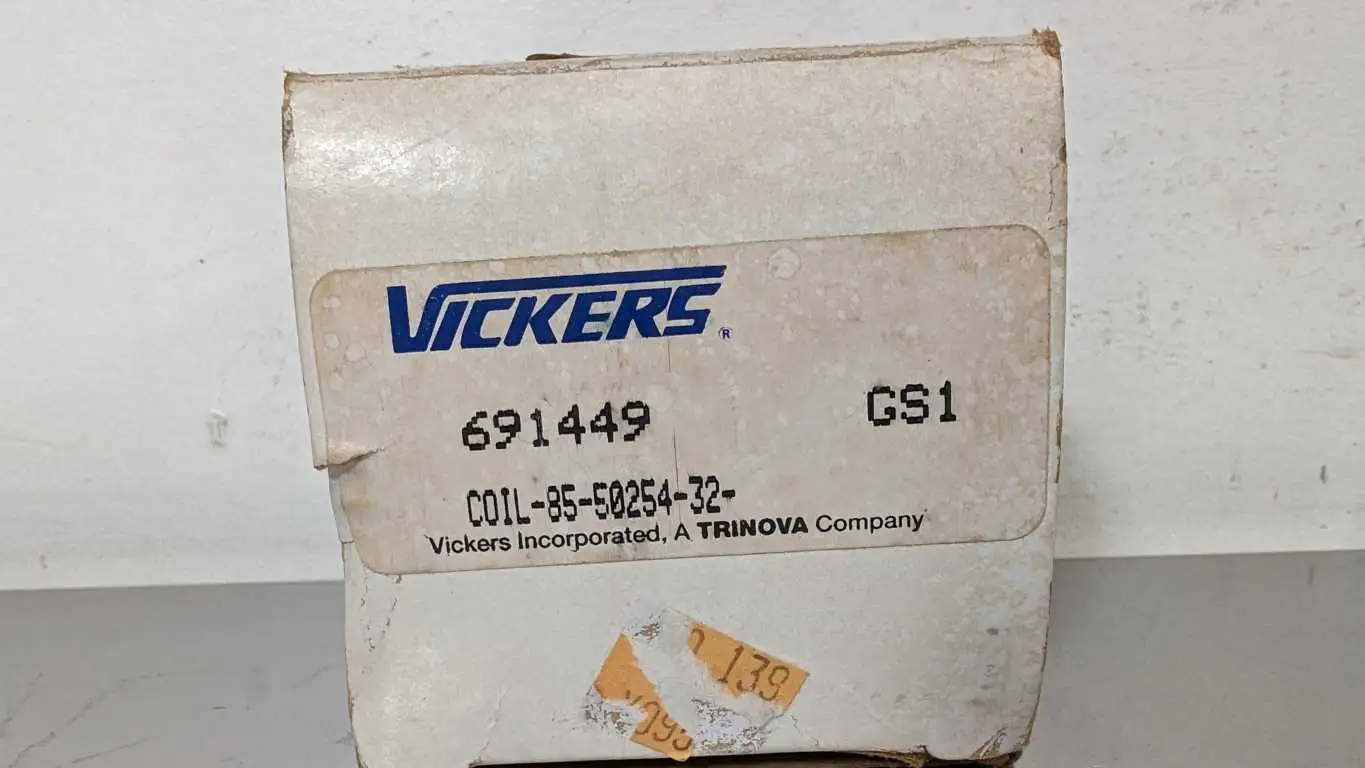 VICKERS®
691449 GS1
COIL-85-50254-32-
Vickers Incorporated, A TRINOVA Company
139